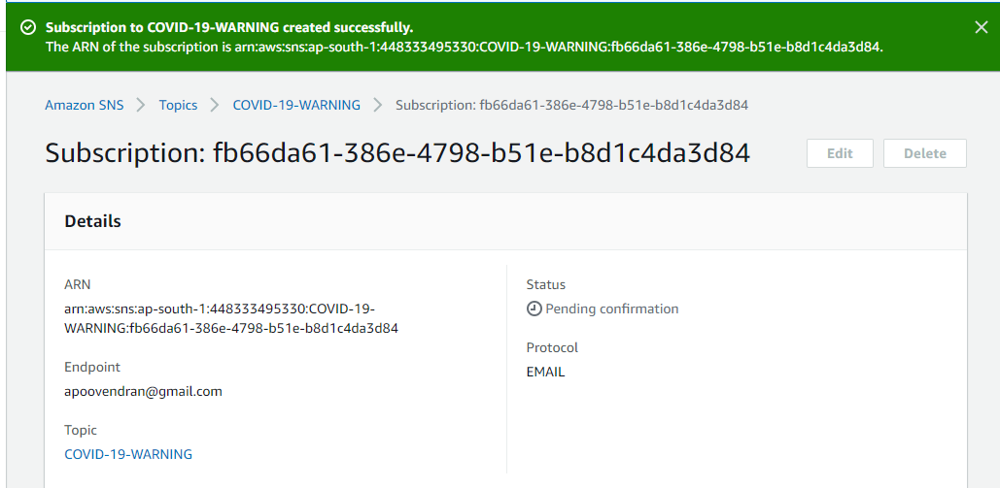 Subscription to COVID-19-WARNING created successfully.
The ARN of the subscription is arn:aws:sns:ap-south-1:448333495330:COVID-19-WARNING:fb66da61-386e-4798-b51e-b8d1c4da3d84.
Amazon SNS > Topics > COVID-19-WARNING > Subscription: fb66da61-386e-4798-b51e-b8d1c4da3d84
Subscription: fb66da61-386e-4798-b51e-b8d1c4da3d84
Edit
Delete
Details
ARN
arn:aws:sns:ap-south-1:448333495330:COVID-19-
WARNING:fb66da61-386e-4798-b51e-b8d1c4da3d84
Endpoint
apoovendran@gmail.com
Topic
COVID-19-WARNING
Status
Pending confirmation
Protocol
EMAIL